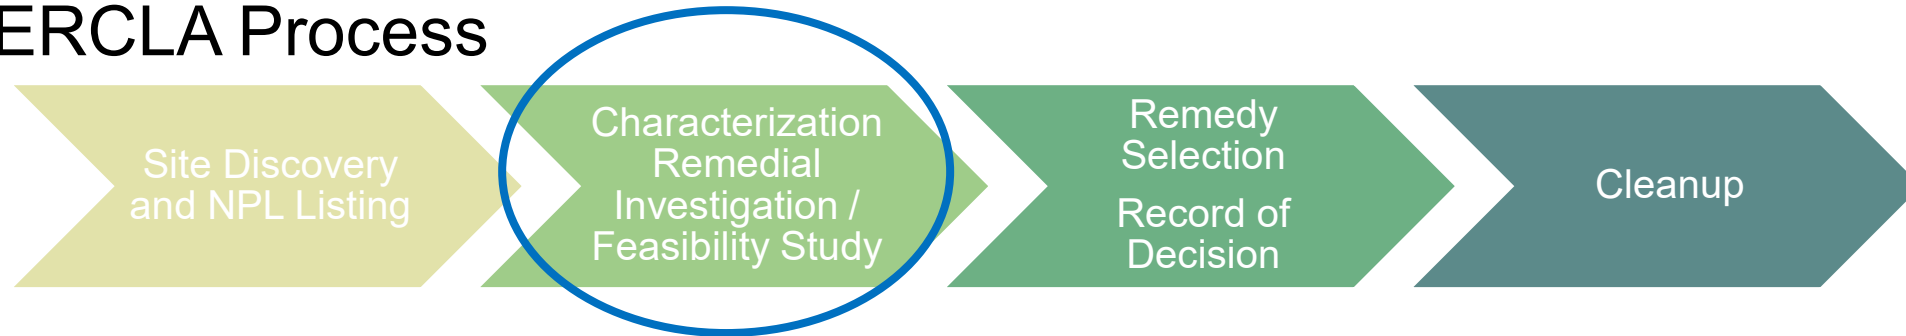 ERCLA Process
Site Discovery
and NPL Listing
Characterization
Remedial
Investigation /
Feasibility Study
Remedy
Selection
Record of
Decision
Cleanup